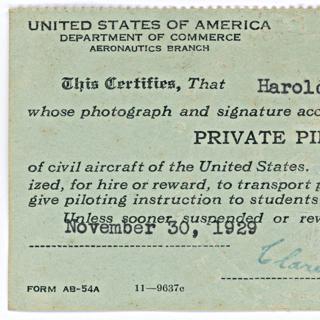 UNITED STATES OF AMERICA
DEPARTMENT OF COMMERCE
AERONAUTICS BRANCH
This Certifies, That Harold
whose photograph and signature acc
PRIVATE PI
of civil aircraft of the United States.
ized, for hire or reward, to transport p
give piloting instruction to students
Unless sooner suspended or rev
November 30, 1929
Clare
FORM AB-54A 11—9637c